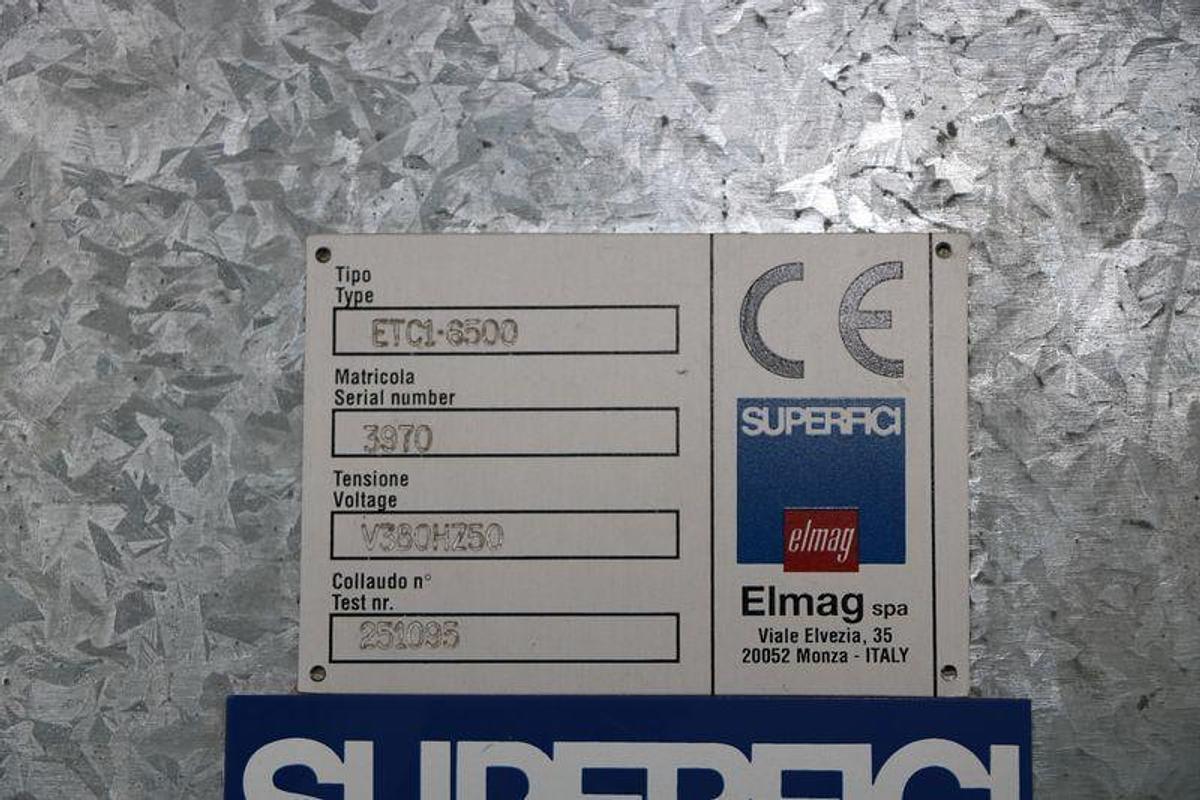 Tipo
Type
ETC1-6500
Matricola
Serial number
3970
Tensione
Voltage
V380HZ50
Collaudo n°
Test nr.
251095
CE
SUPERFICI
elmag
Elmag spa
Viale Elvezia, 35
20052 Monza - ITALY
SUPERFICI